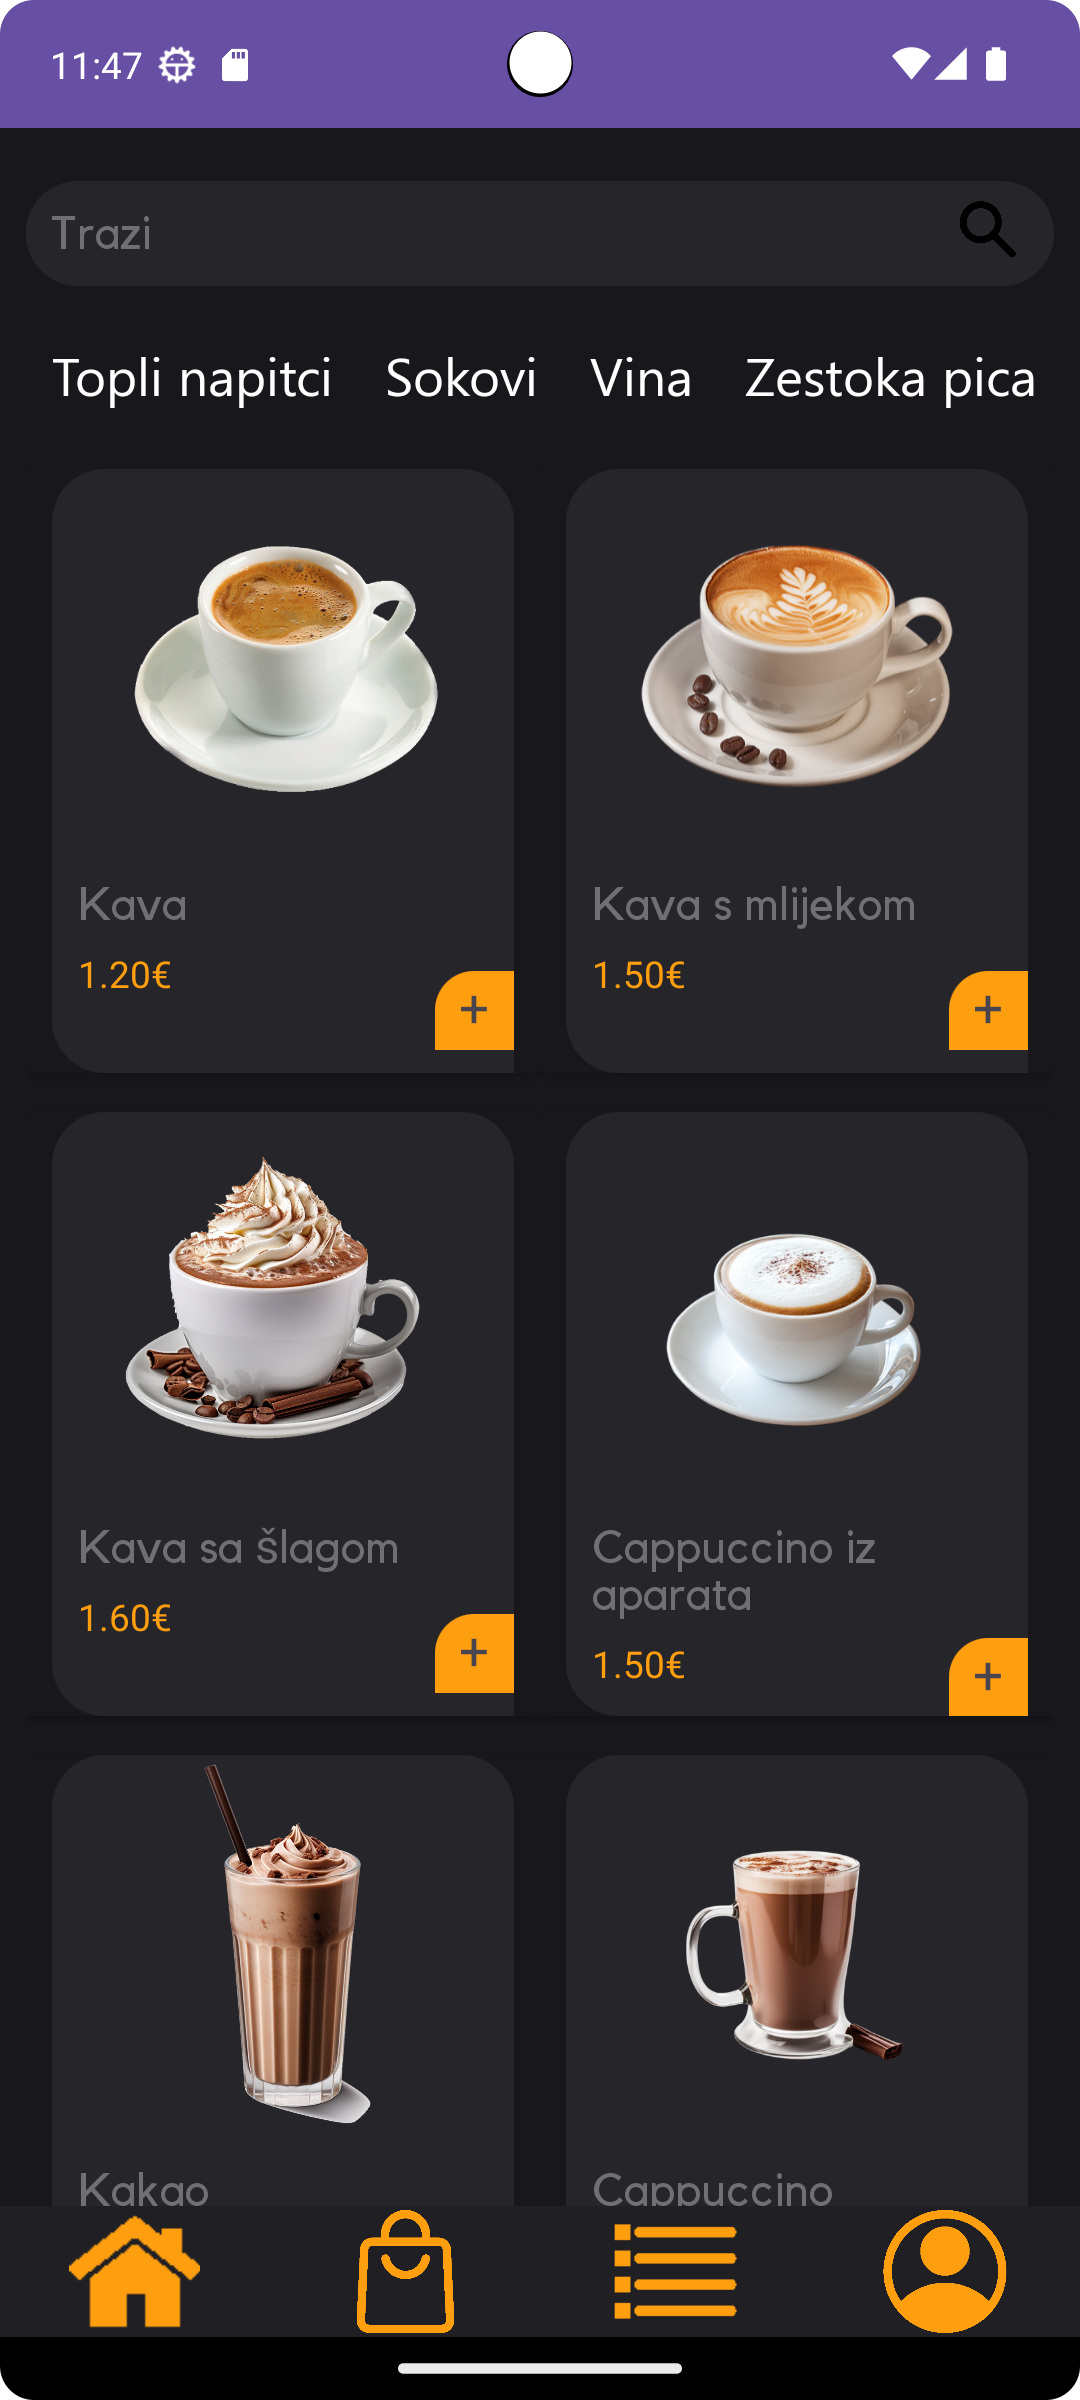 11:47
Trazi
Topli napitci Sokovi Vina Zestoka pica
Kava
1.20€
+
Kava s mlijekom
1.50€
+
Kava sa šlagom
1.60€
+
Cappuccino iz
aparata
1.50€
+
Kakao
Cappuccino